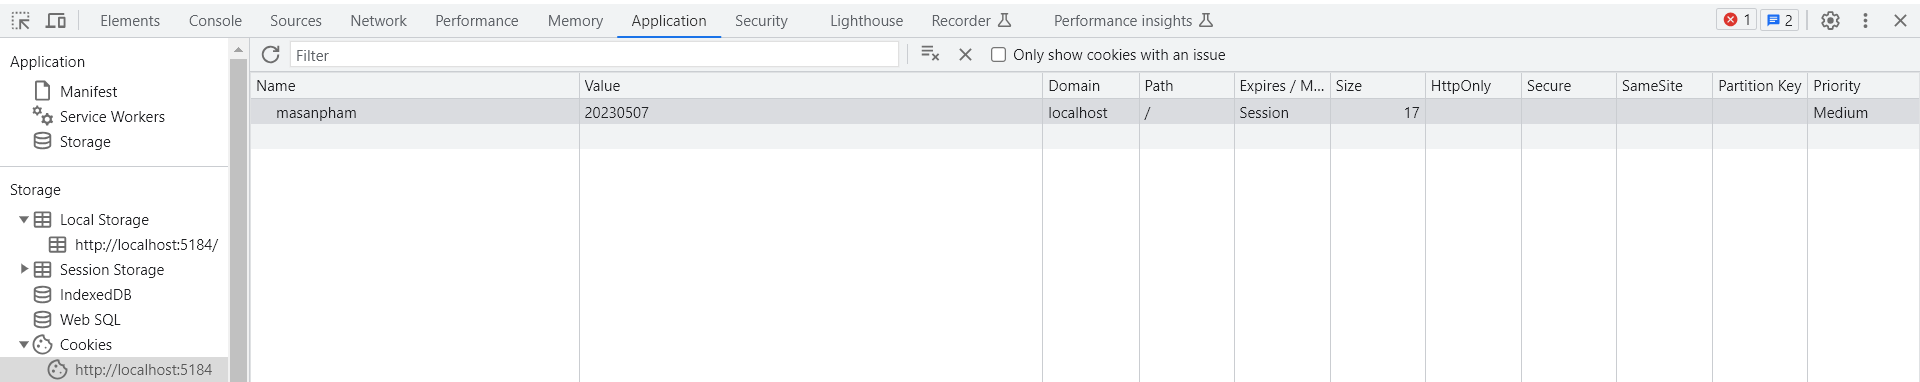 Elements Console Sources Network Performance Memory Application Security Lighthouse Recorder Performance insights 1 2
Application
Manifest
Service Workers
Storage
Storage
Local Storage
http://localhost:5184/
Session Storage
IndexedDB
Web SQL
Cookies
http://localhost:5184
Filter Only show cookies with an issue
Name Value Domain Path Expires / M... Size HttpOnly Secure SameSite Partition Key Priority
masanpham 20230507 localhost / Session 17 Medium